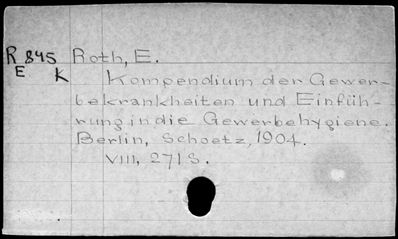 R 845 Roth, E.
E K Kompendium der Gewer-
bekrankheiten und Einfüh-
rung in die Gewerbehygiene.
Berlin, Schoetz, 1904.
VIII, 271 S.